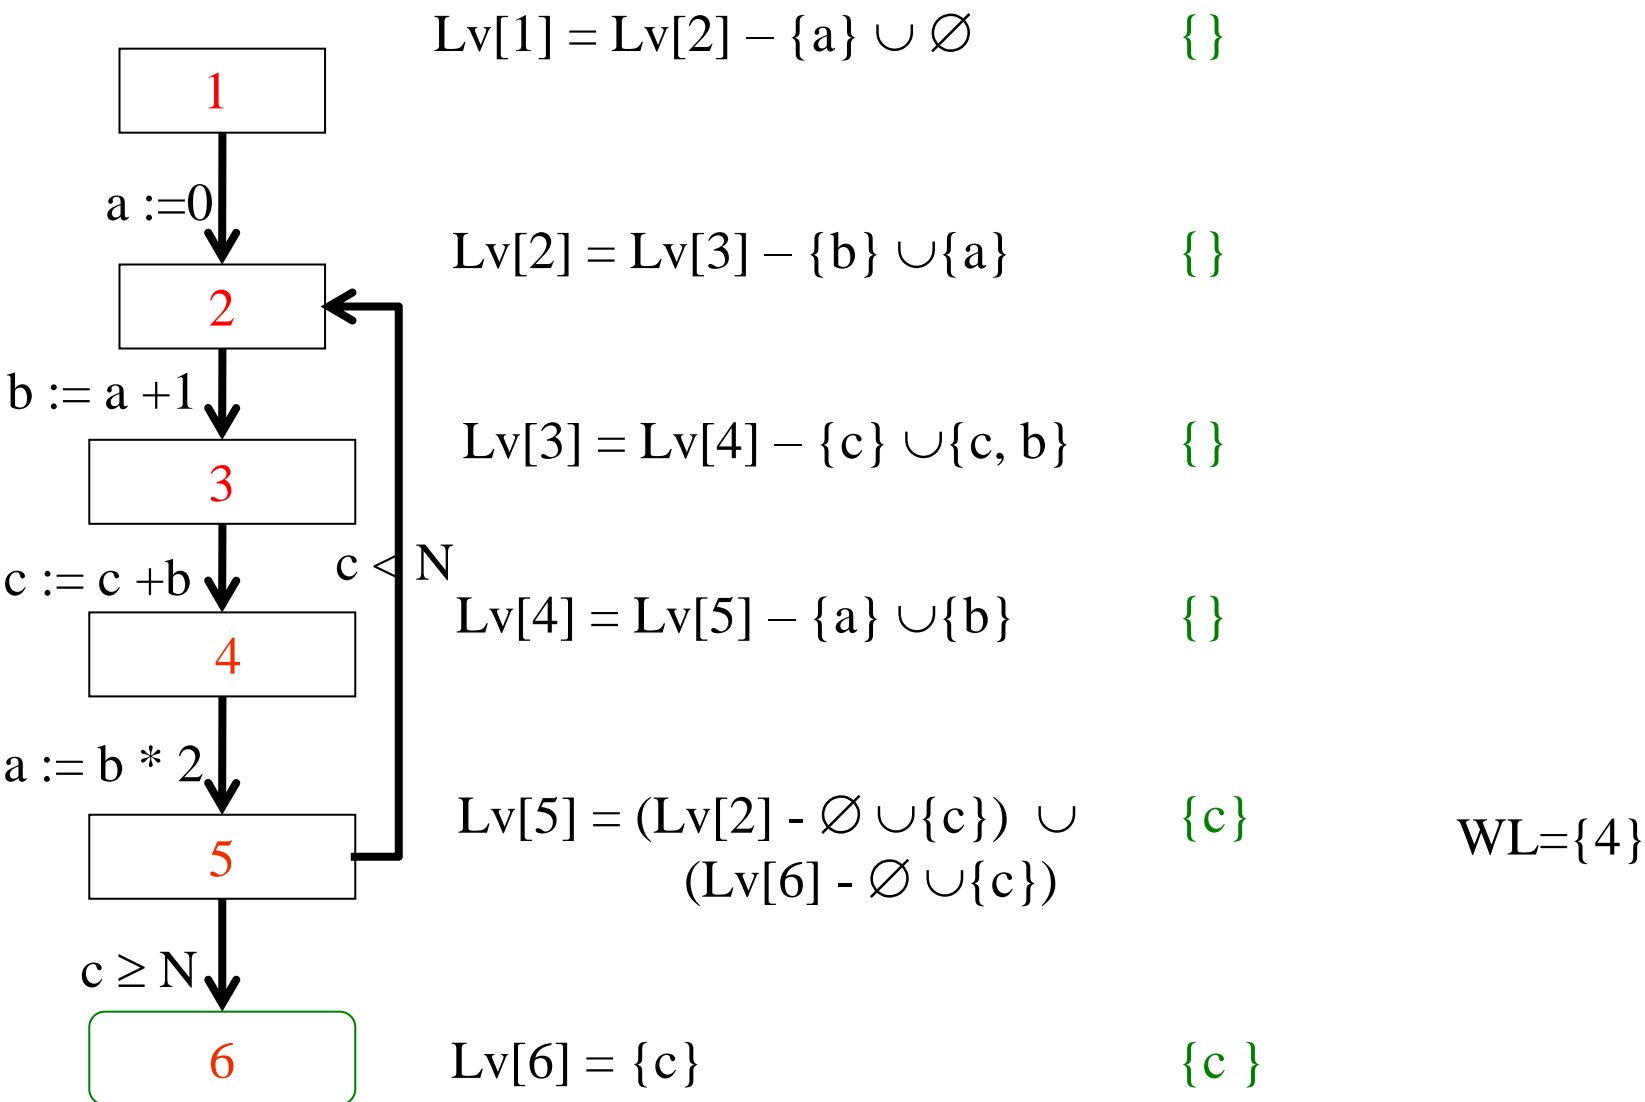 Lv[1] = Lv[2] – {a} ∪ ∅ { }
1
a :=0
Lv[2] = Lv[3] – {b} ∪{a} { }
2
b := a +1
Lv[3] = Lv[4] – {c} ∪{c, b} { }
3
c < N
c := c +b
Lv[4] = Lv[5] – {a} ∪{b} { }
4
a := b * 2
Lv[5] = (Lv[2] - ∅ ∪{c}) ∪ {c}
WL={4}
5
(Lv[6] - ∅ ∪{c})
c ≥ N
6
Lv[6] = {c} {c }